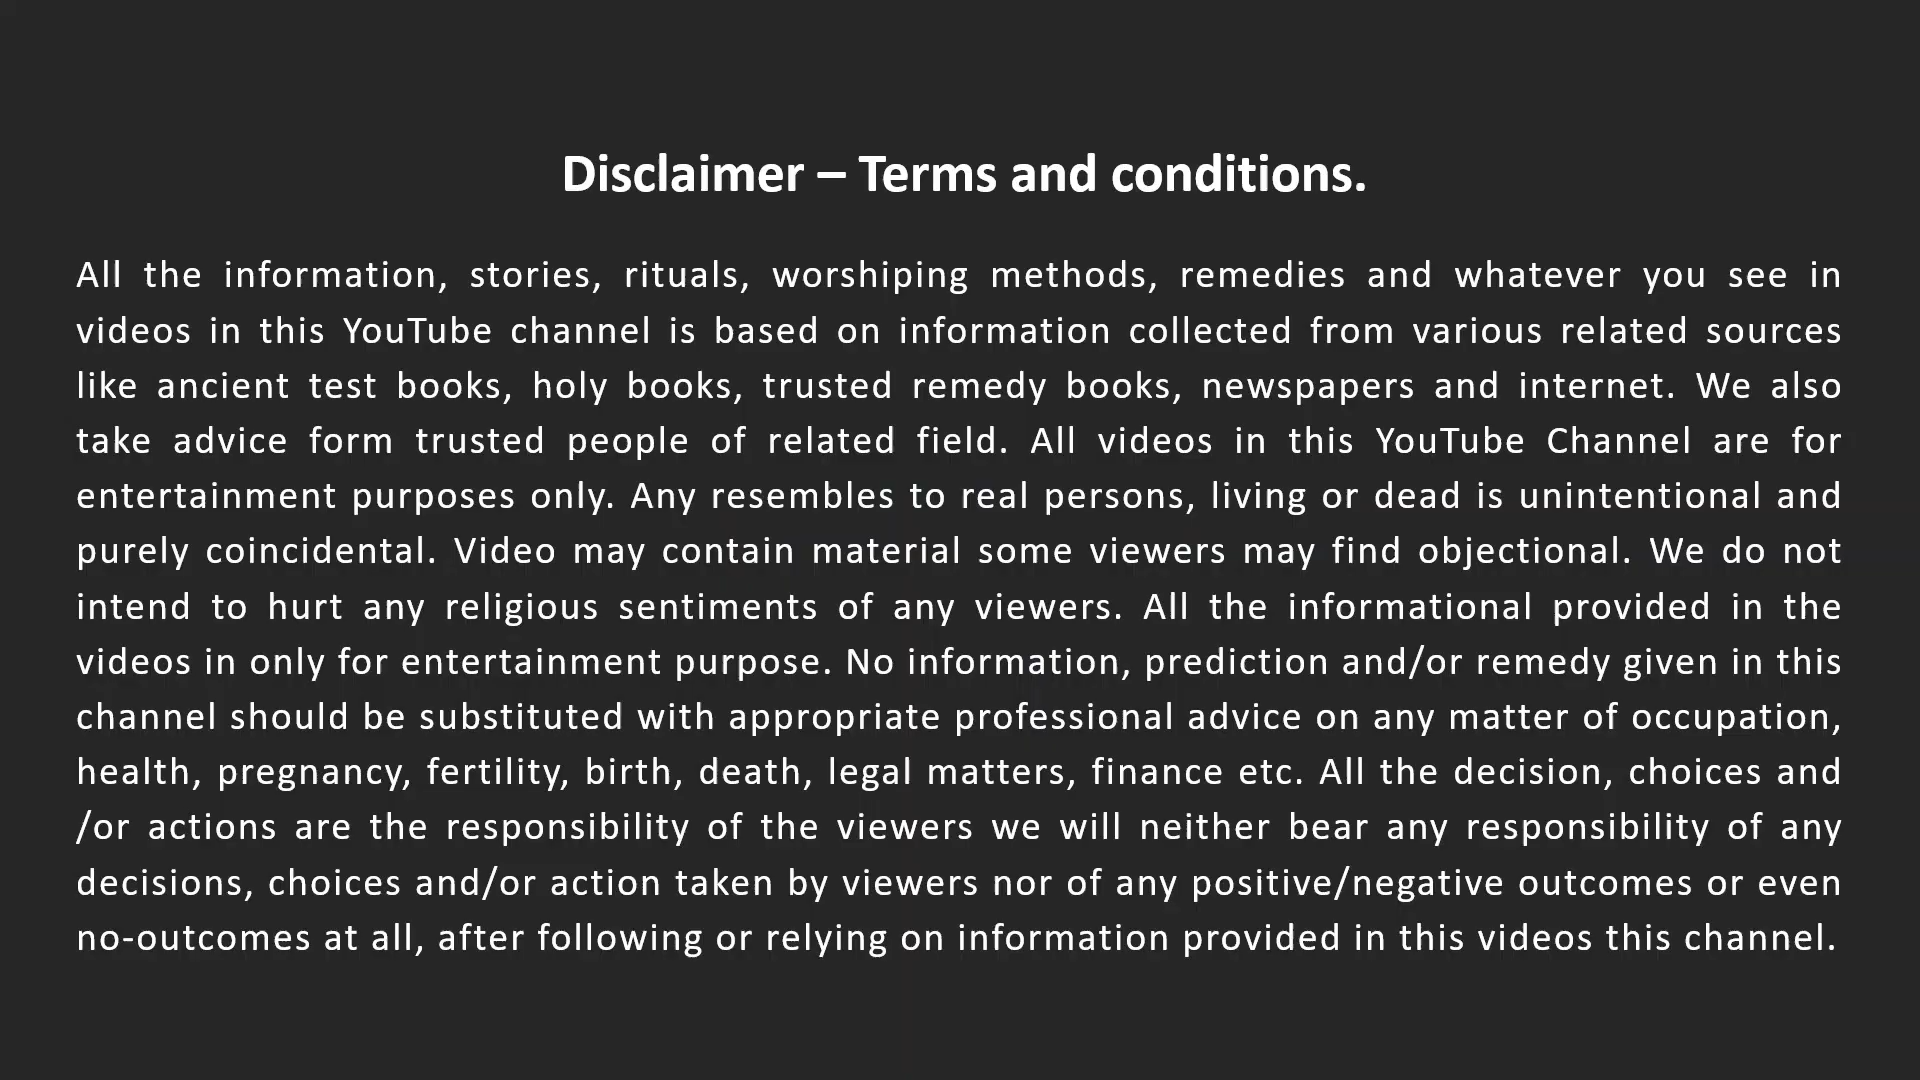 Disclaimer – Terms and conditions.
All the information, stories, rituals, worshiping methods, remedies and whatever you see in
videos in this YouTube channel is based on information collected from various related sources
like ancient test books, holy books, trusted remedy books, newspapers and internet. We also
take advice form trusted people of related field. All videos in this YouTube Channel are for
entertainment purposes only. Any resembles to real persons, living or dead is unintentional and
purely coincidental. Video may contain material some viewers may find objectional. We do not
intend to hurt any religious sentiments of any viewers. All the informational provided in the
videos in only for entertainment purpose. No information, prediction and/or remedy given in this
channel should be substituted with appropriate professional advice on any matter of occupation,
health, pregnancy, fertility, birth, death, legal matters, finance etc. All the decision, choices and
/or actions are the responsibility of the viewers we will neither bear any responsibility of any
decisions, choices and/or action taken by viewers nor of any positive/negative outcomes or even
no-outcomes at all, after following or relying on information provided in this videos this channel.